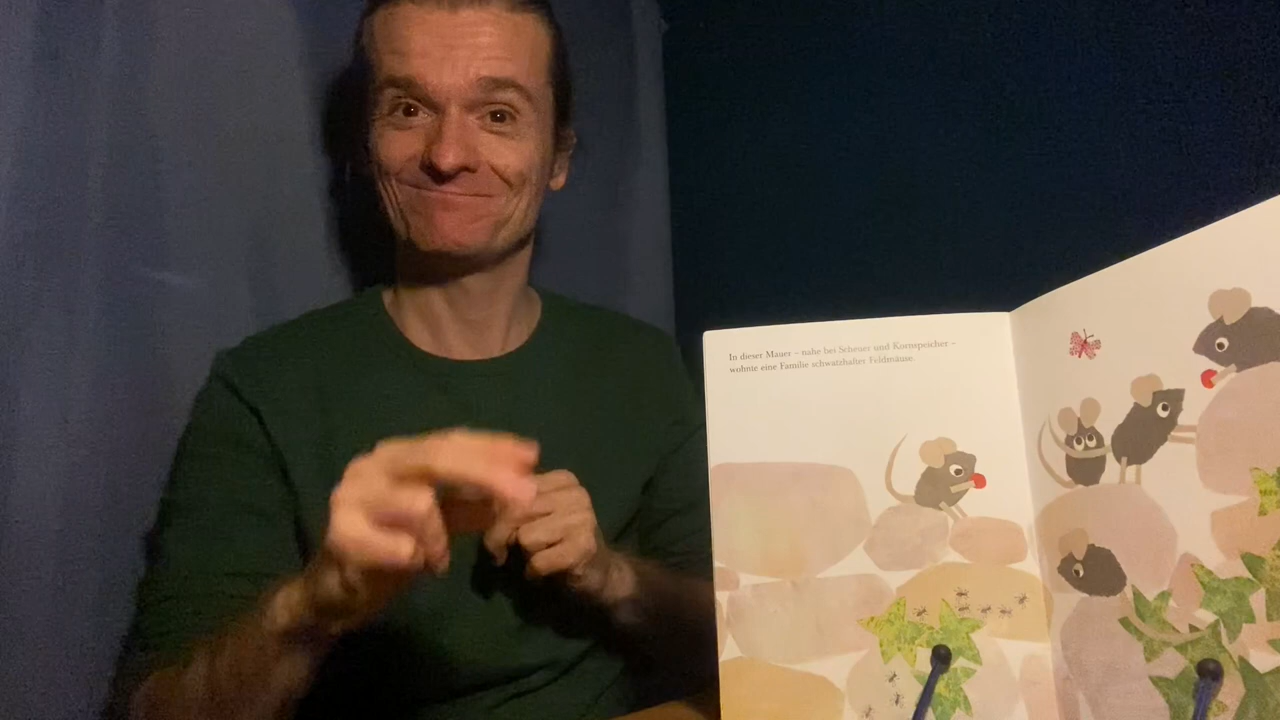 In dieser Mauer – nahe bei Scheuer und Kornspeicher –
wohnte eine Familie schwatzhafter Feldmäuse.